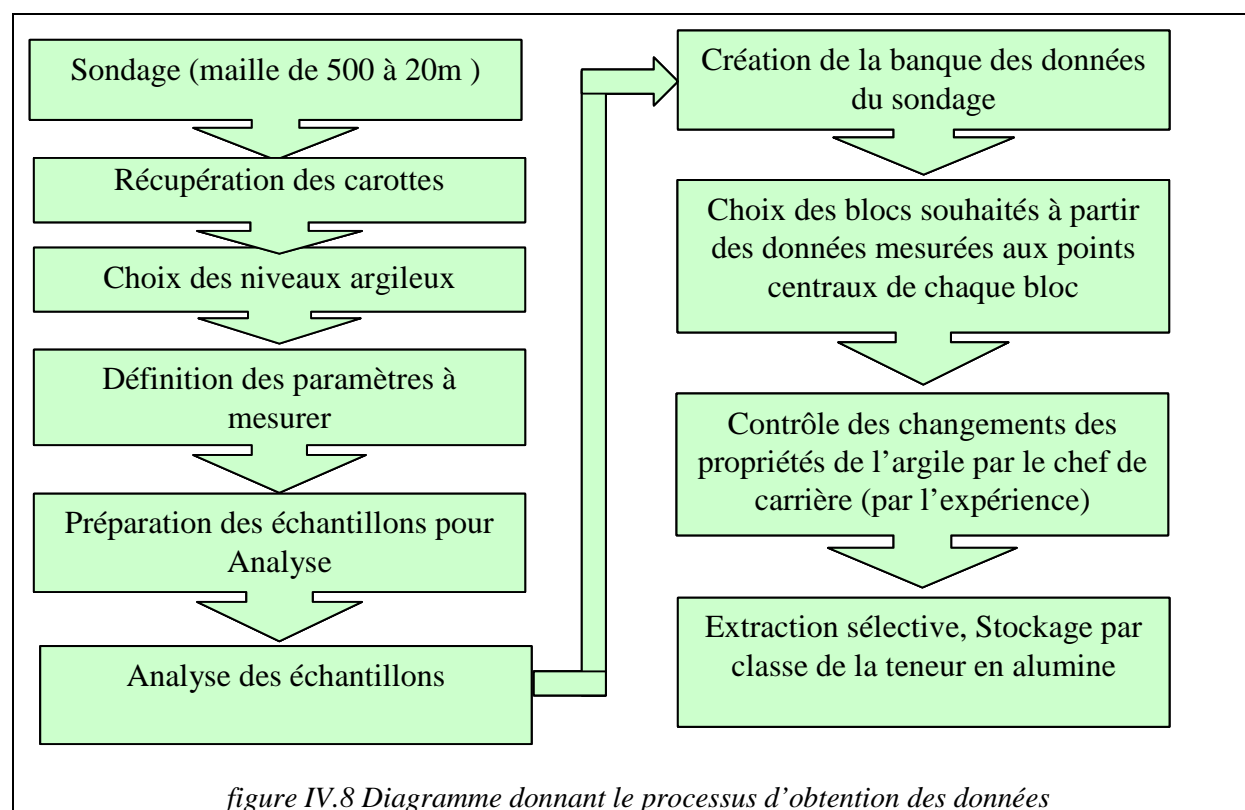 Sondage (maille de 500 à 20m )
Récupération des carottes
Choix des niveaux argileux
Définition des paramètres à
mesurer
Préparation des échantillons pour
Analyse
Analyse des échantillons
Création de la banque des données
du sondage
Choix des blocs souhaités à partir
des données mesurées aux points
centraux de chaque bloc
Contrôle des changements des
propriétés de l’argile par le chef de
carrière (par l’expérience)
Extraction sélective, Stockage par
classe de la teneur en alumine
figure IV.8 Diagramme donnant le processus d’obtention des données